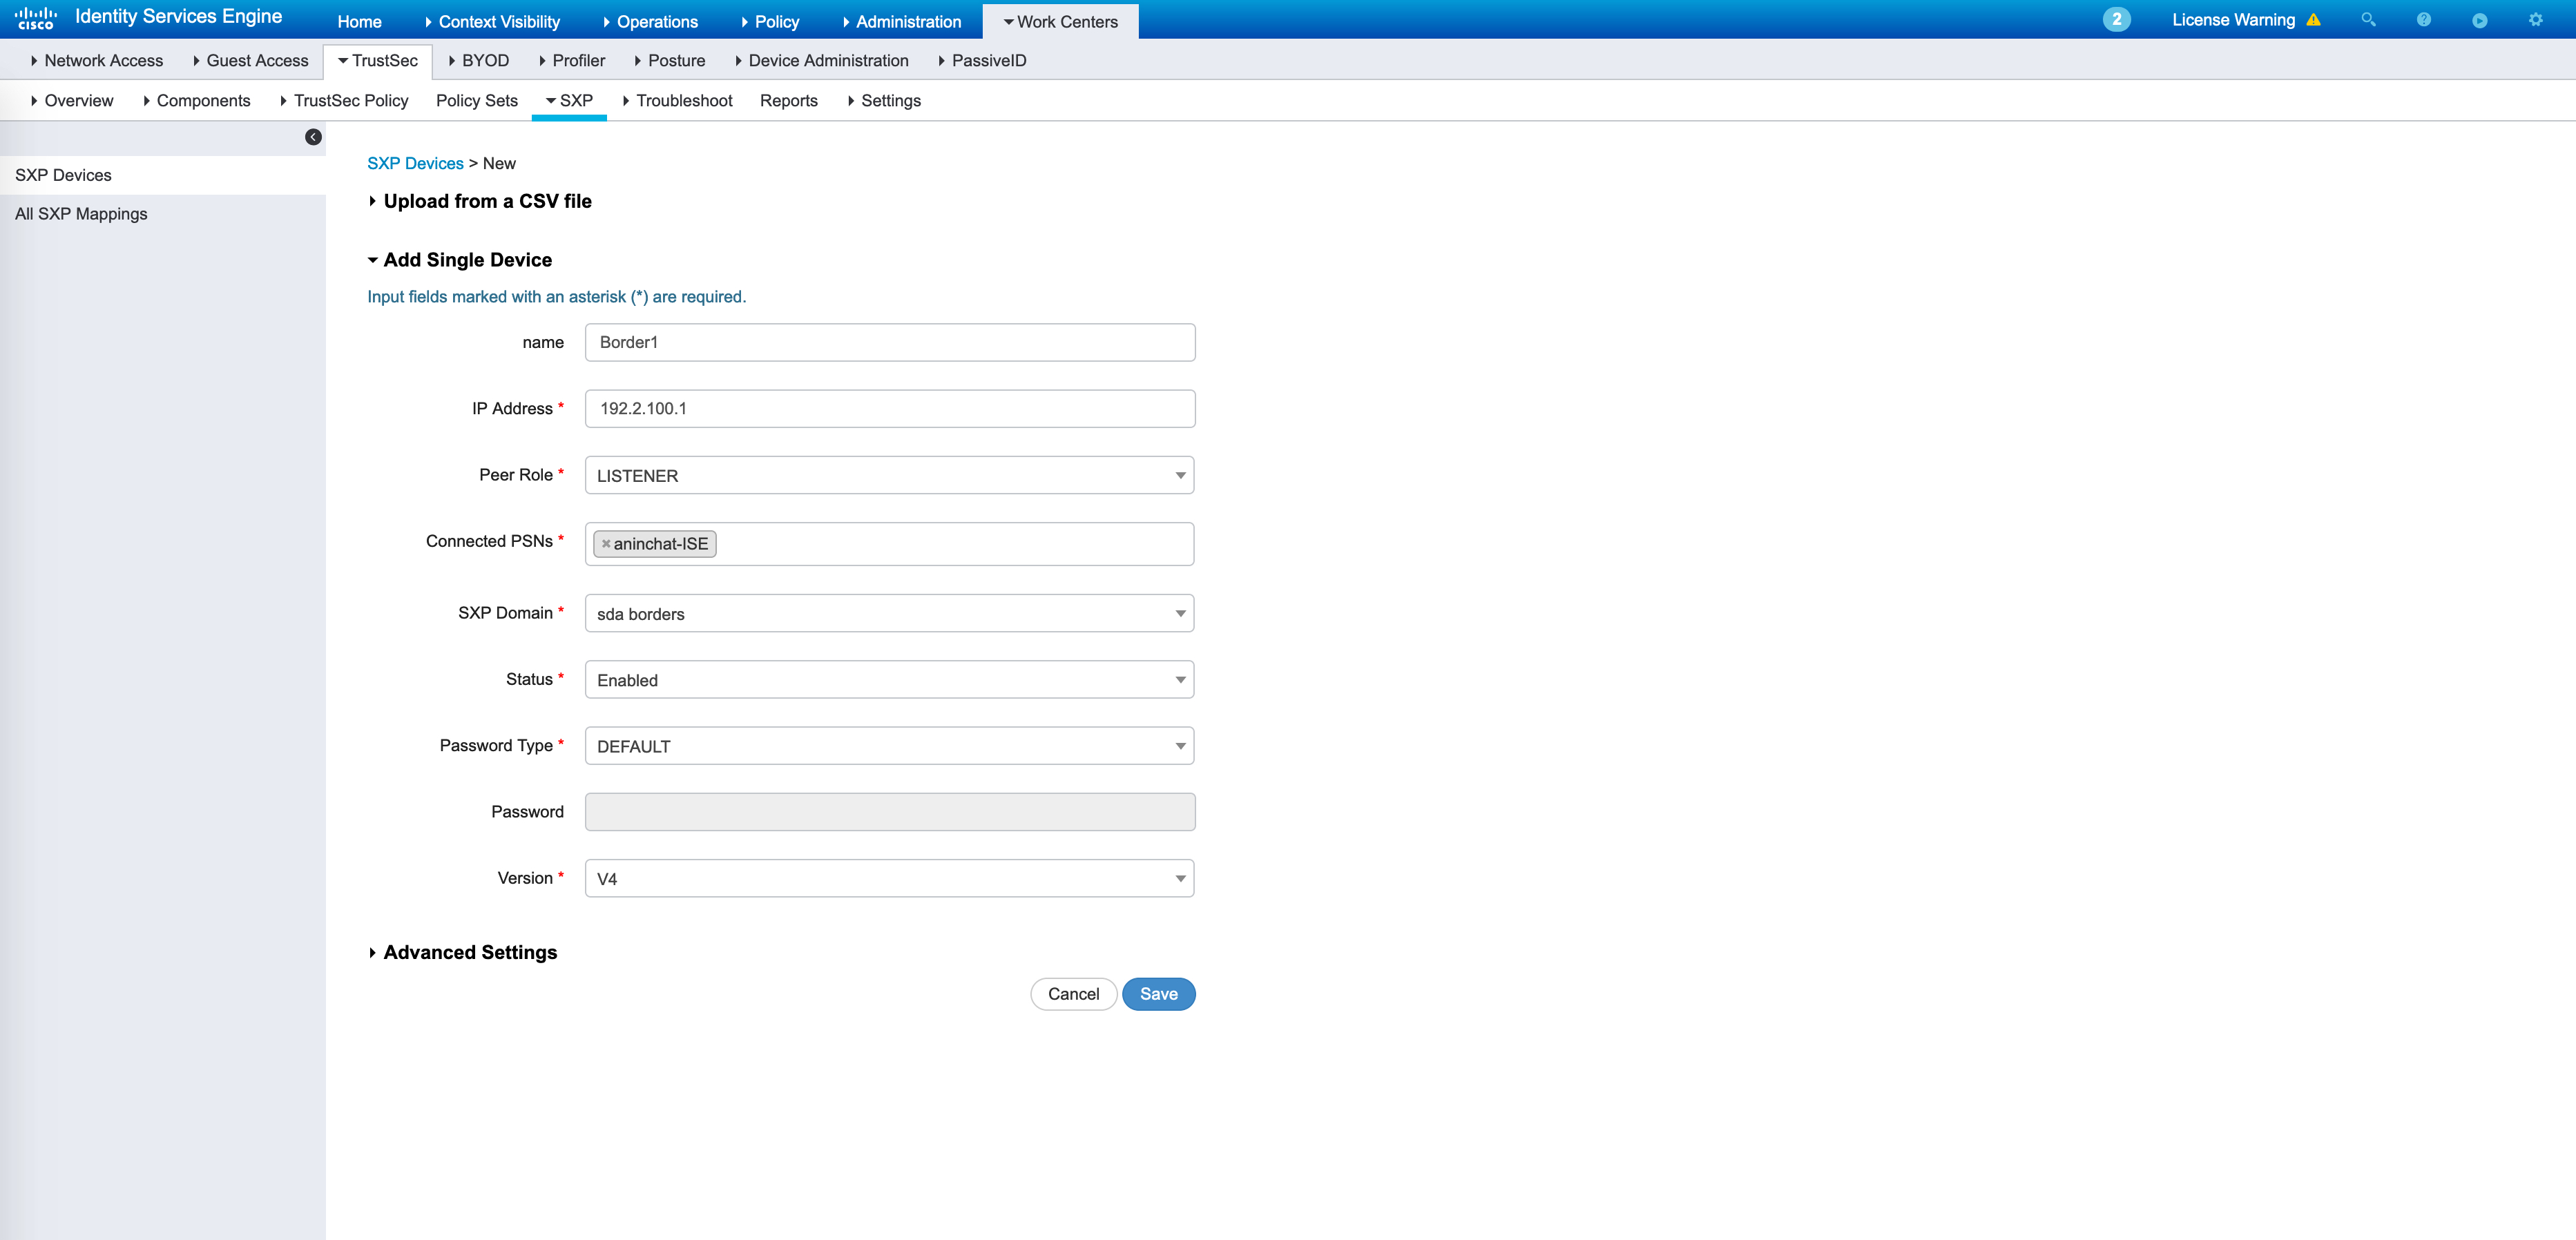 cisco Identity Services Engine Home Context Visibility Operations Policy Administration Work Centers 2 License Warning
Network Access Guest Access TrustSec BYOD Profiler Posture Device Administration PassiveID
Overview Components TrustSec Policy Policy Sets SXP Troubleshoot Reports Settings
SXP Devices
All SXP Mappings
SXP Devices > New
Upload from a CSV file
Add Single Device
Input fields marked with an asterisk (*) are required.
name Border1
IP Address * 192.2.100.1
Peer Role * LISTENER
Connected PSNs * × aninchat-ISE
SXP Domain * sda borders
Status * Enabled
Password Type * DEFAULT
Password
Version * V4
Advanced Settings
Cancel Save